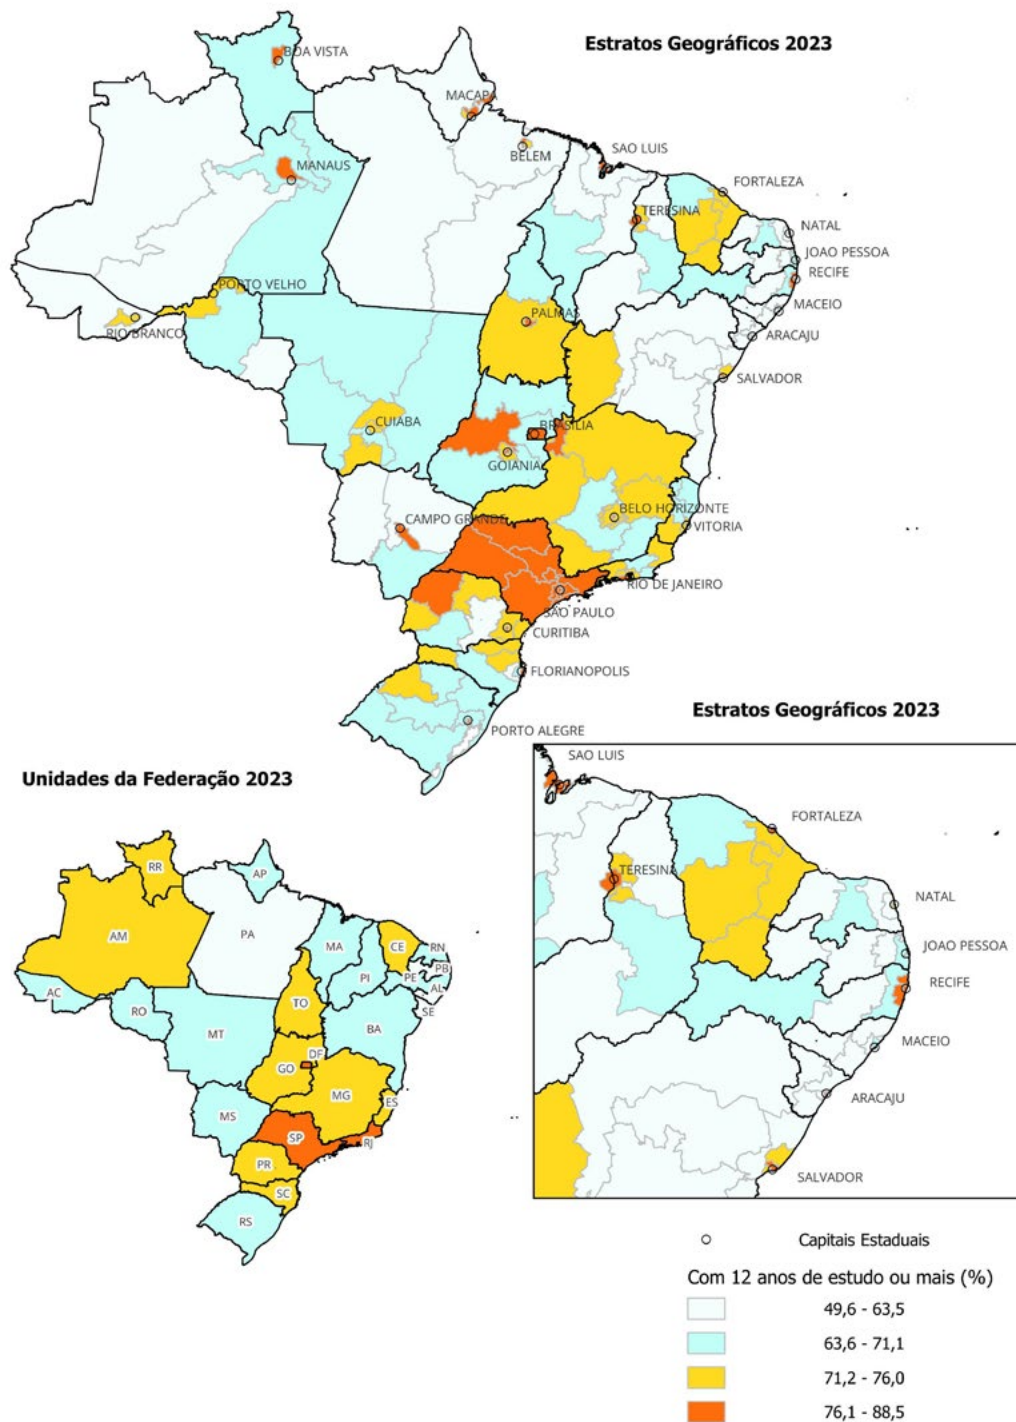 Estratos Geográficos 2023
BOA VISTA
MACAPA
MANAUS
BELEM
SAO LUIS
FORTALEZA
TERESINA
NATAL
JOAO PESSOA
RECIFE
PORTO VELHO
RIO BRANCO
PALMAS
MACEIO
ARACAJU
SALVADOR
CUIABA
BRASILIA
GOIANIA
BELO HORIZONTE
VITORIA
CAMPO GRANDE
RIO DE JANEIRO
SAO PAULO
CURITIBA
FLORIANOPOLIS
PORTO ALEGRE
Estratos Geográficos 2023
SAO LUIS
FORTALEZA
TERESINA
NATAL
JOAO PESSOA
RECIFE
MACEIO
ARACAJU
SALVADOR
Unidades da Federação 2023
RR
AP
AM
PA
MA
CE
RN
PB
PI
PE
AL
SE
AC
RO
TO
BA
MT
DF
GO
MG
ES
MS
SP
RJ
PR
SC
RS
Capitais Estaduais
Com 12 anos de estudo ou mais (%)
49,6 - 63,5
63,6 - 71,1
71,2 - 76,0
76,1 - 88,5